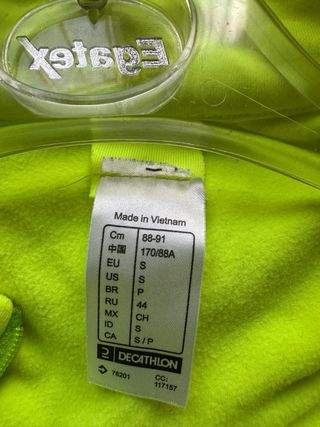 Egatex
Made in Vietnam
Cm 88-91
中国 170/88A
EU S
US S
BR P
RU 44
MX CH
ID S
CA S / P
DECATHLON
76201 CC:
117157